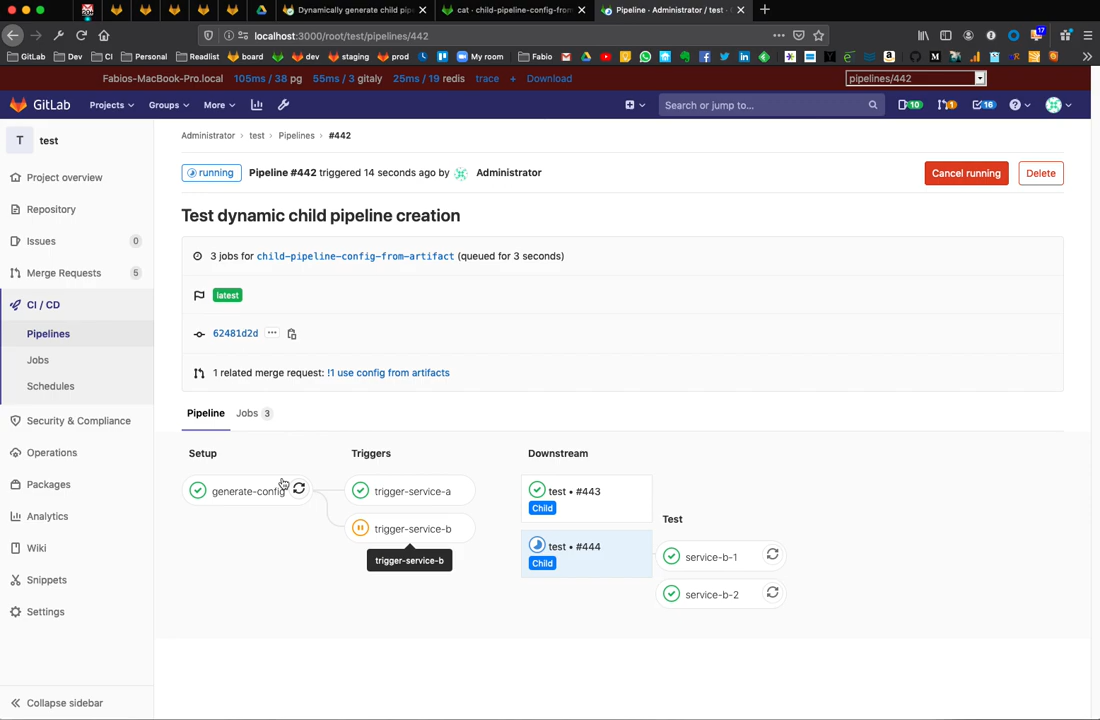 20+
Dynamically generate child pipe
cat · child-pipeline-config-from
Pipeline · Administrator / test ·
localhost:3000/root/test/pipelines/442
17
GitLab Dev CI Personal Readlist board dev staging prod My room Fabio
Fabios-MacBook-Pro.local 105ms / 38 pg 55ms / 3 gitaly 25ms / 19 redis trace + Download pipelines/442
GitLab Projects Groups More Search or jump to... 10 1 16
T test
Project overview
Repository
Issues 0
Merge Requests 5
CI / CD
Pipelines
Jobs
Schedules
Security & Compliance
Operations
Packages
Analytics
Wiki
Snippets
Settings
Collapse sidebar
Administrator › test › Pipelines › #442
running Pipeline #442 triggered 14 seconds ago by Administrator Cancel running Delete
Test dynamic child pipeline creation
3 jobs for child-pipeline-config-from-artifact (queued for 3 seconds)
latest
62481d2d ...
1 related merge request: !1 use config from artifacts
Pipeline Jobs 3
Setup Triggers Downstream
generate-config trigger-service-a test • #443
Child
Test
trigger-service-b test • #444
trigger-service-b Child service-b-1
service-b-2